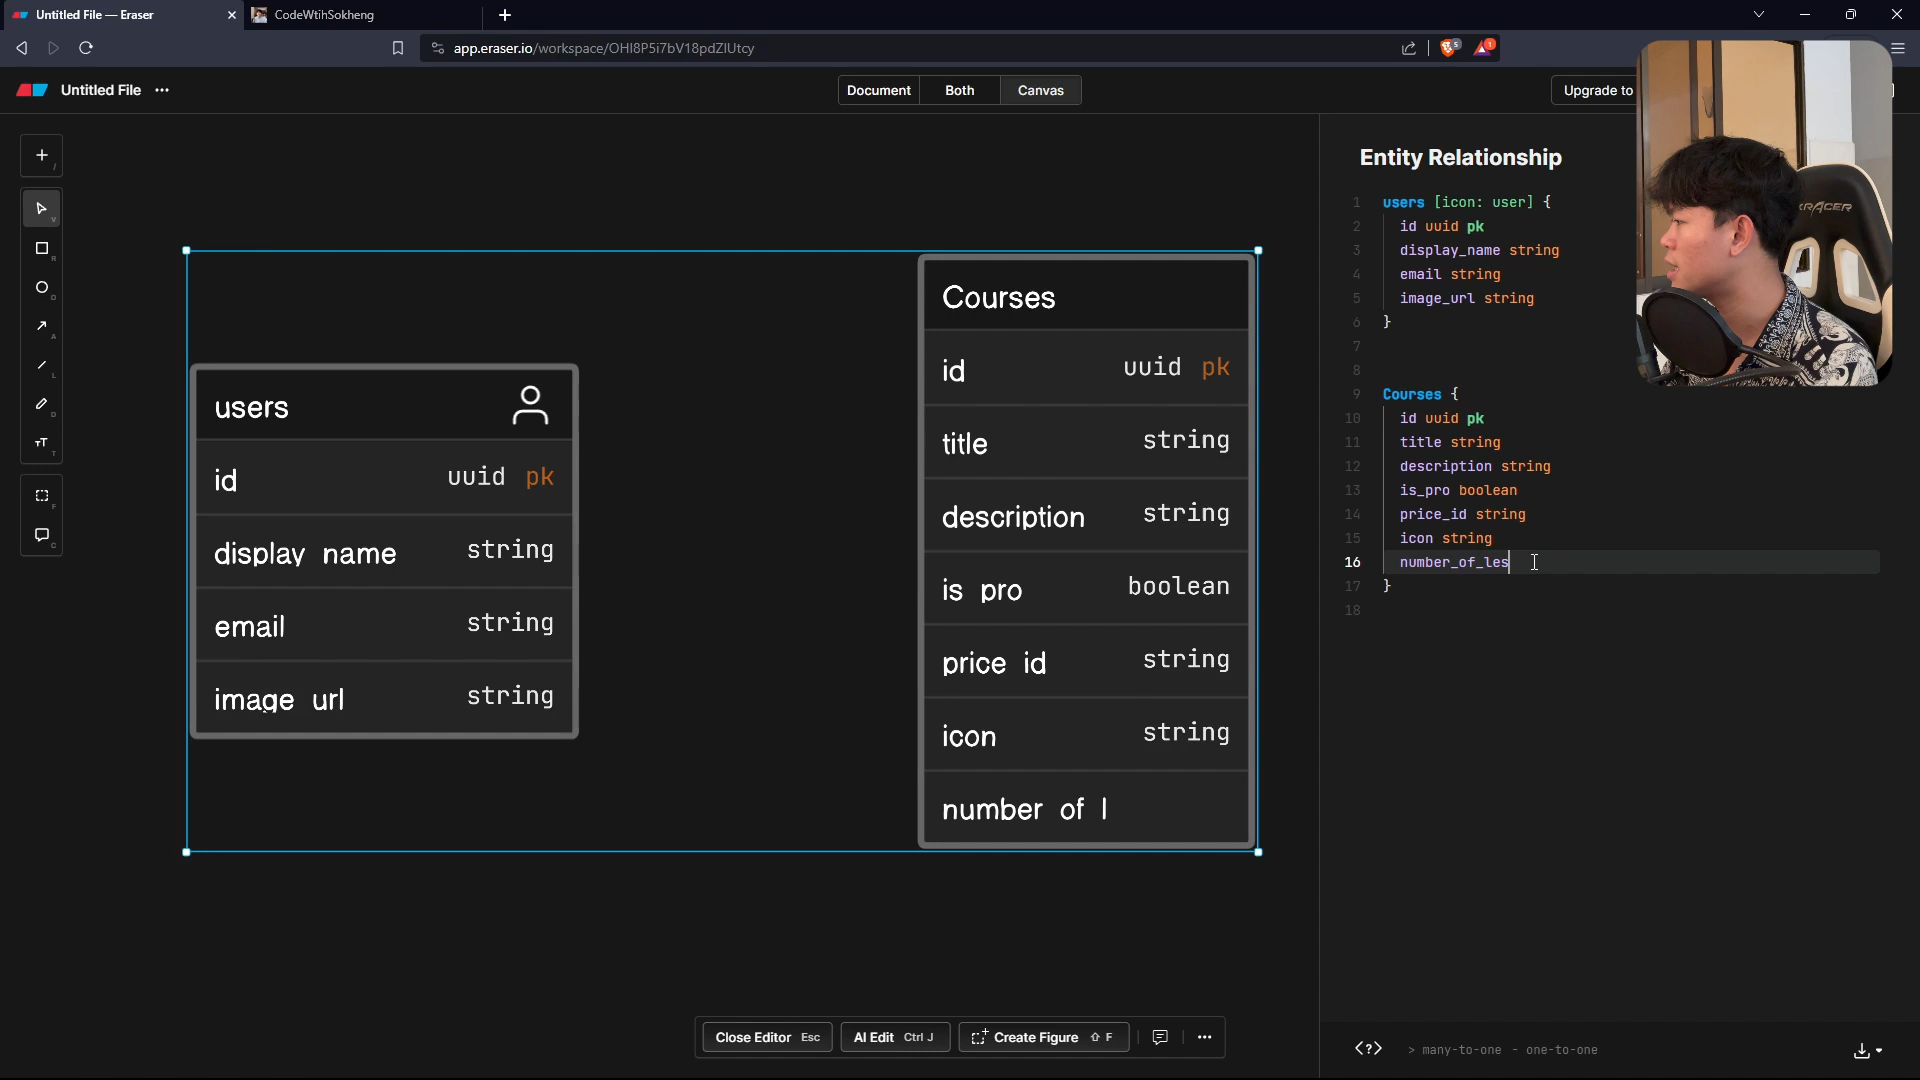 Untitled File — Eraser
CodeWtihSokheng
app.eraser.io/workspace/OHI8P5i7bV18pdZIUtcy
5
1
Untitled File
Document
Both
Canvas
Upgrade to
Entity Relationship
1 users [icon: user] {
2 id uuid pk
3 display_name string
4 email string
5 image_url string
6 }
7
8
9 Courses {
10 id uuid pk
11 title string
12 description string
13 is_pro boolean
14 price_id string
15 icon string
16 number_of_les
17 }
18
users
id uuid pk
display name string
email string
image url string
Courses
id uuid pk
title string
description string
is pro boolean
price id string
icon string
number of l
Close Editor Esc
AI Edit Ctrl J
Create Figure ⇧ F
<?> > many-to-one - one-to-one